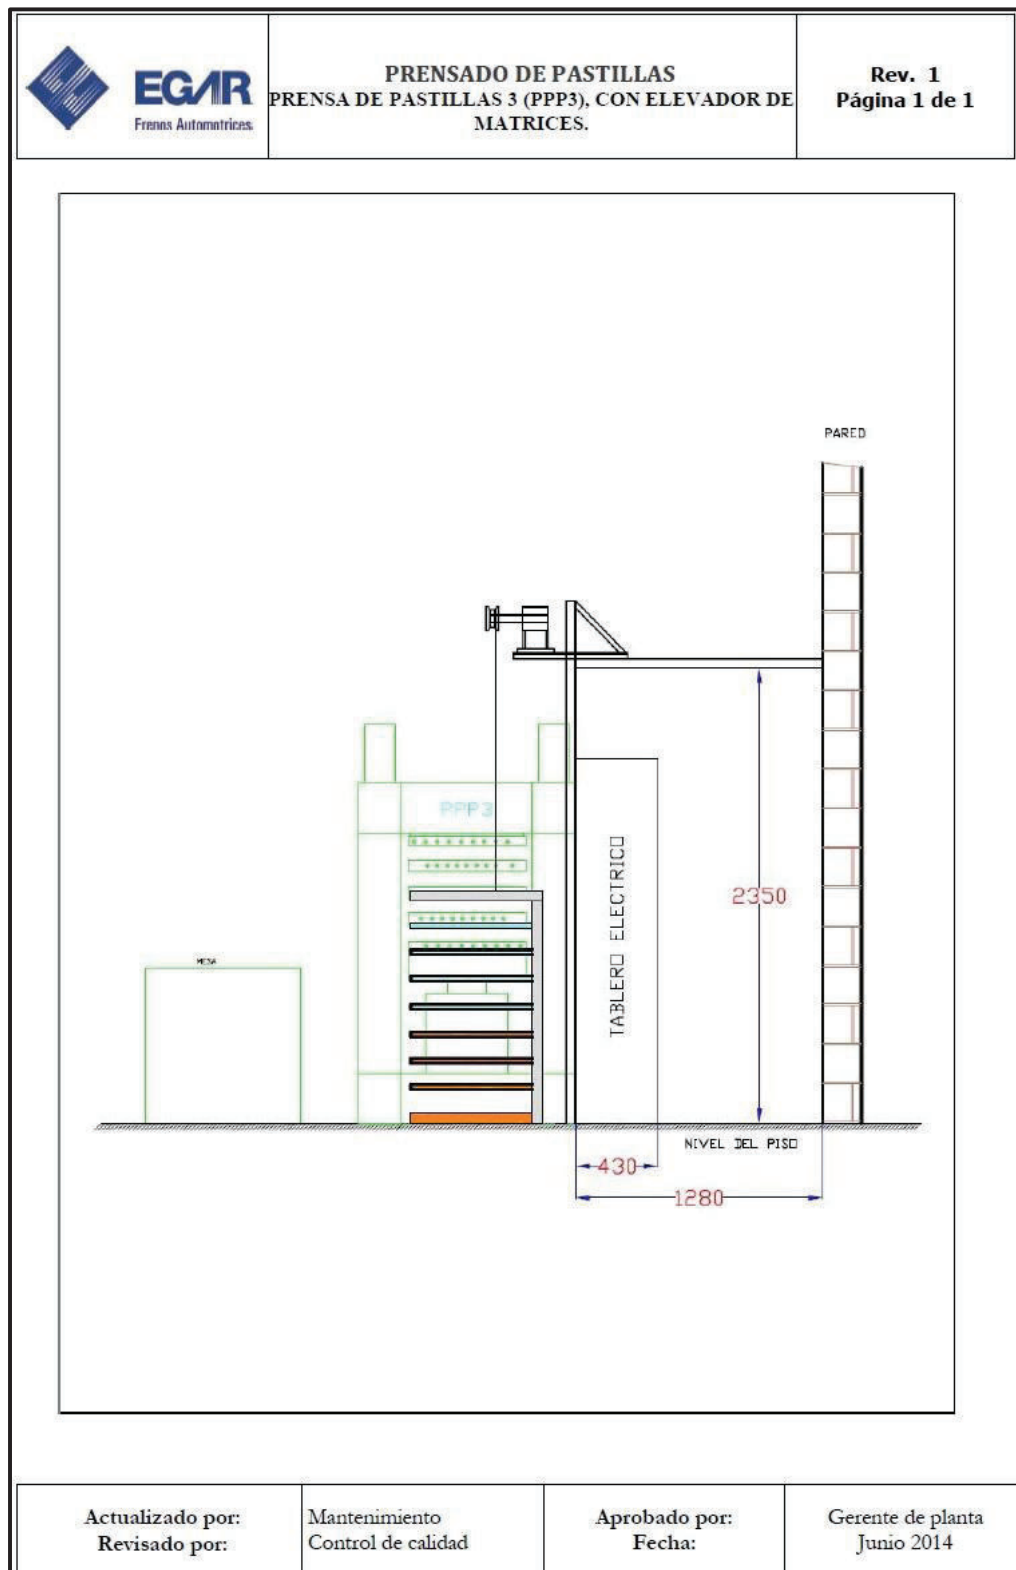 EGAR
Frenos Automotrices
PRENSADO DE PASTILLAS
PRENSA DE PASTILLAS 3 (PPP3), CON ELEVADOR DE
MATRICES.
Rev. 1
Página 1 de 1
PARED
PPP3
MESA
TABLERO ELECTRICO
2350
NIVEL DEL PISO
430
1280
Actualizado por:
Revisado por:
Mantenimiento
Control de calidad
Aprobado por:
Fecha:
Gerente de planta
Junio 2014